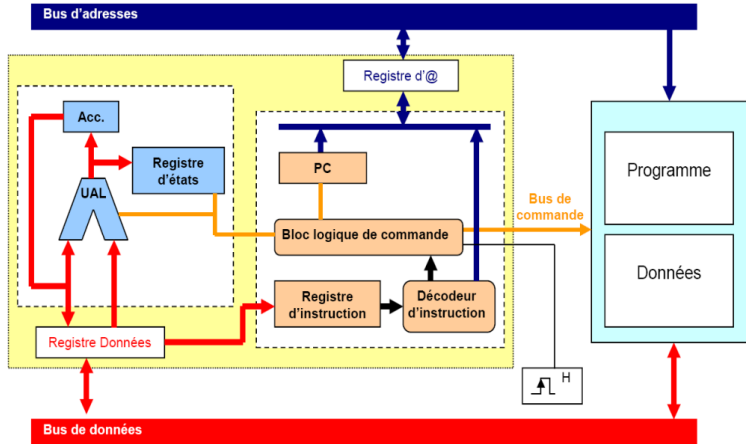 Bus d'adresses
Registre d'@
Acc.
Registre
d'états
UAL
PC
Bus de
commande
Bloc logique de commande
Registre
d'instruction
Décodeur
d'instruction
Registre Données
Programme
Données
H
Bus de données